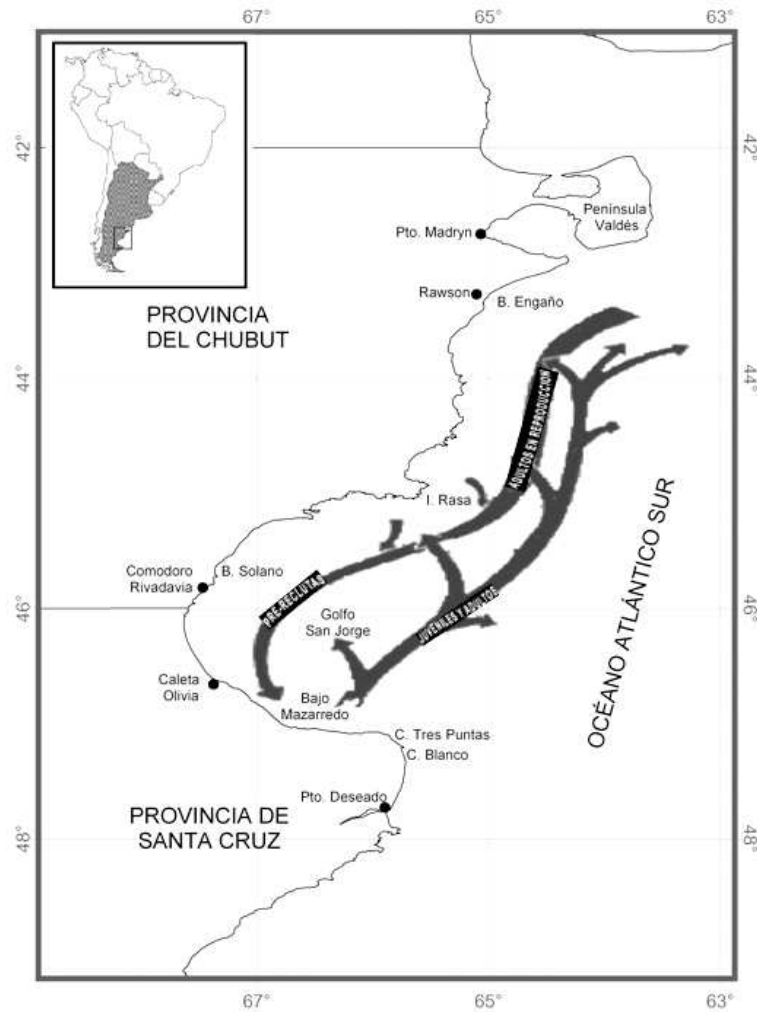 67°
65°
63°
42°
42°
Península
Valdés
Pto. Madryn
Rawson
B. Engaño
PROVINCIA
DEL CHUBUT
44°
44°
ADULTOS EN REPRODUCCION
I. Rasa
OCÉANO ATLÁNTICO SUR
Comodoro
Rivadavia
B. Solano
PRE-RECLUTAS
JUVENILES Y ADULTOS
46°
46°
Golfo
San Jorge
Caleta
Olivia
Bajo
Mazarredo
C. Tres Puntas
C. Blanco
Pto. Deseado
PROVINCIA DE
SANTA CRUZ
48°
48°
67°
65°
63°